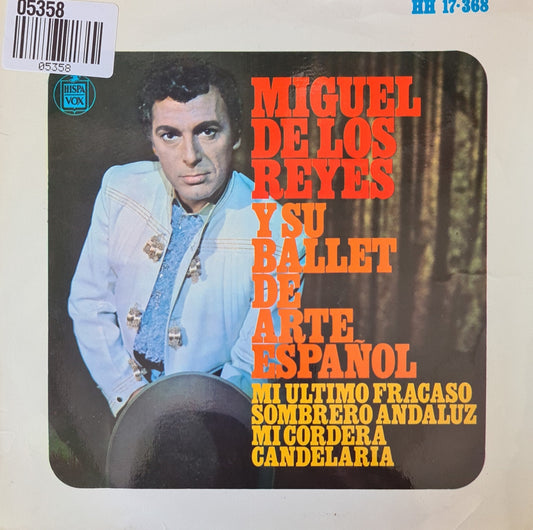 05358
05358
HH 17-368
HISPA
VOX
MIGUEL
DE LOS
REYES
Y SU
BALLET
DE
ARTE
ESPAÑOL
MI ULTIMO FRACASO
SOMBRERO ANDALUZ
MI CORDERA
CANDELARIA